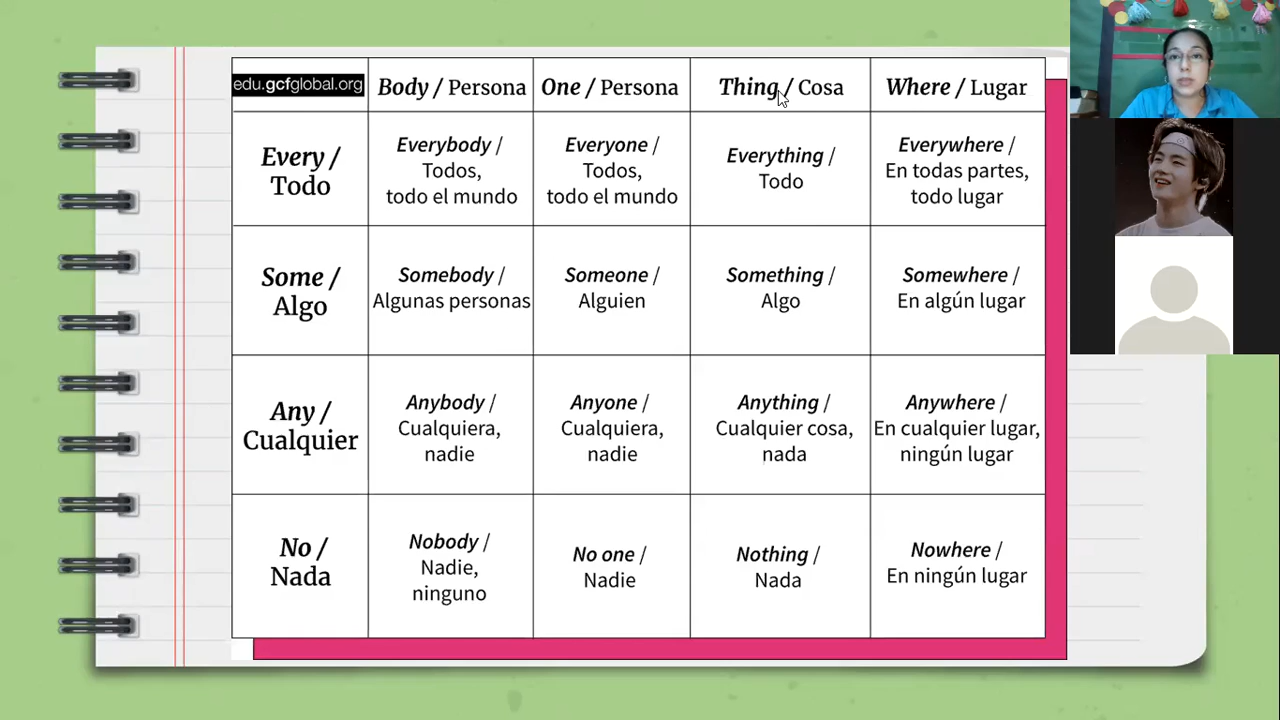 edu.gcfglobal.org
Body / Persona
One / Persona
Thing / Cosa
Where / Lugar
Every /
Todo
Everybody /
Todos,
todo el mundo
Everyone /
Todos,
todo el mundo
Everything /
Todo
Everywhere /
En todas partes,
todo lugar
Some /
Algo
Somebody /
Algunas personas
Someone /
Alguien
Something /
Algo
Somewhere /
En algún lugar
Any /
Cualquier
Anybody /
Cualquiera,
nadie
Anyone /
Cualquiera,
nadie
Anything /
Cualquier cosa,
nada
Anywhere /
En cualquier lugar,
ningún lugar
No /
Nada
Nobody /
Nadie,
ninguno
No one /
Nadie
Nothing /
Nada
Nowhere /
En ningún lugar